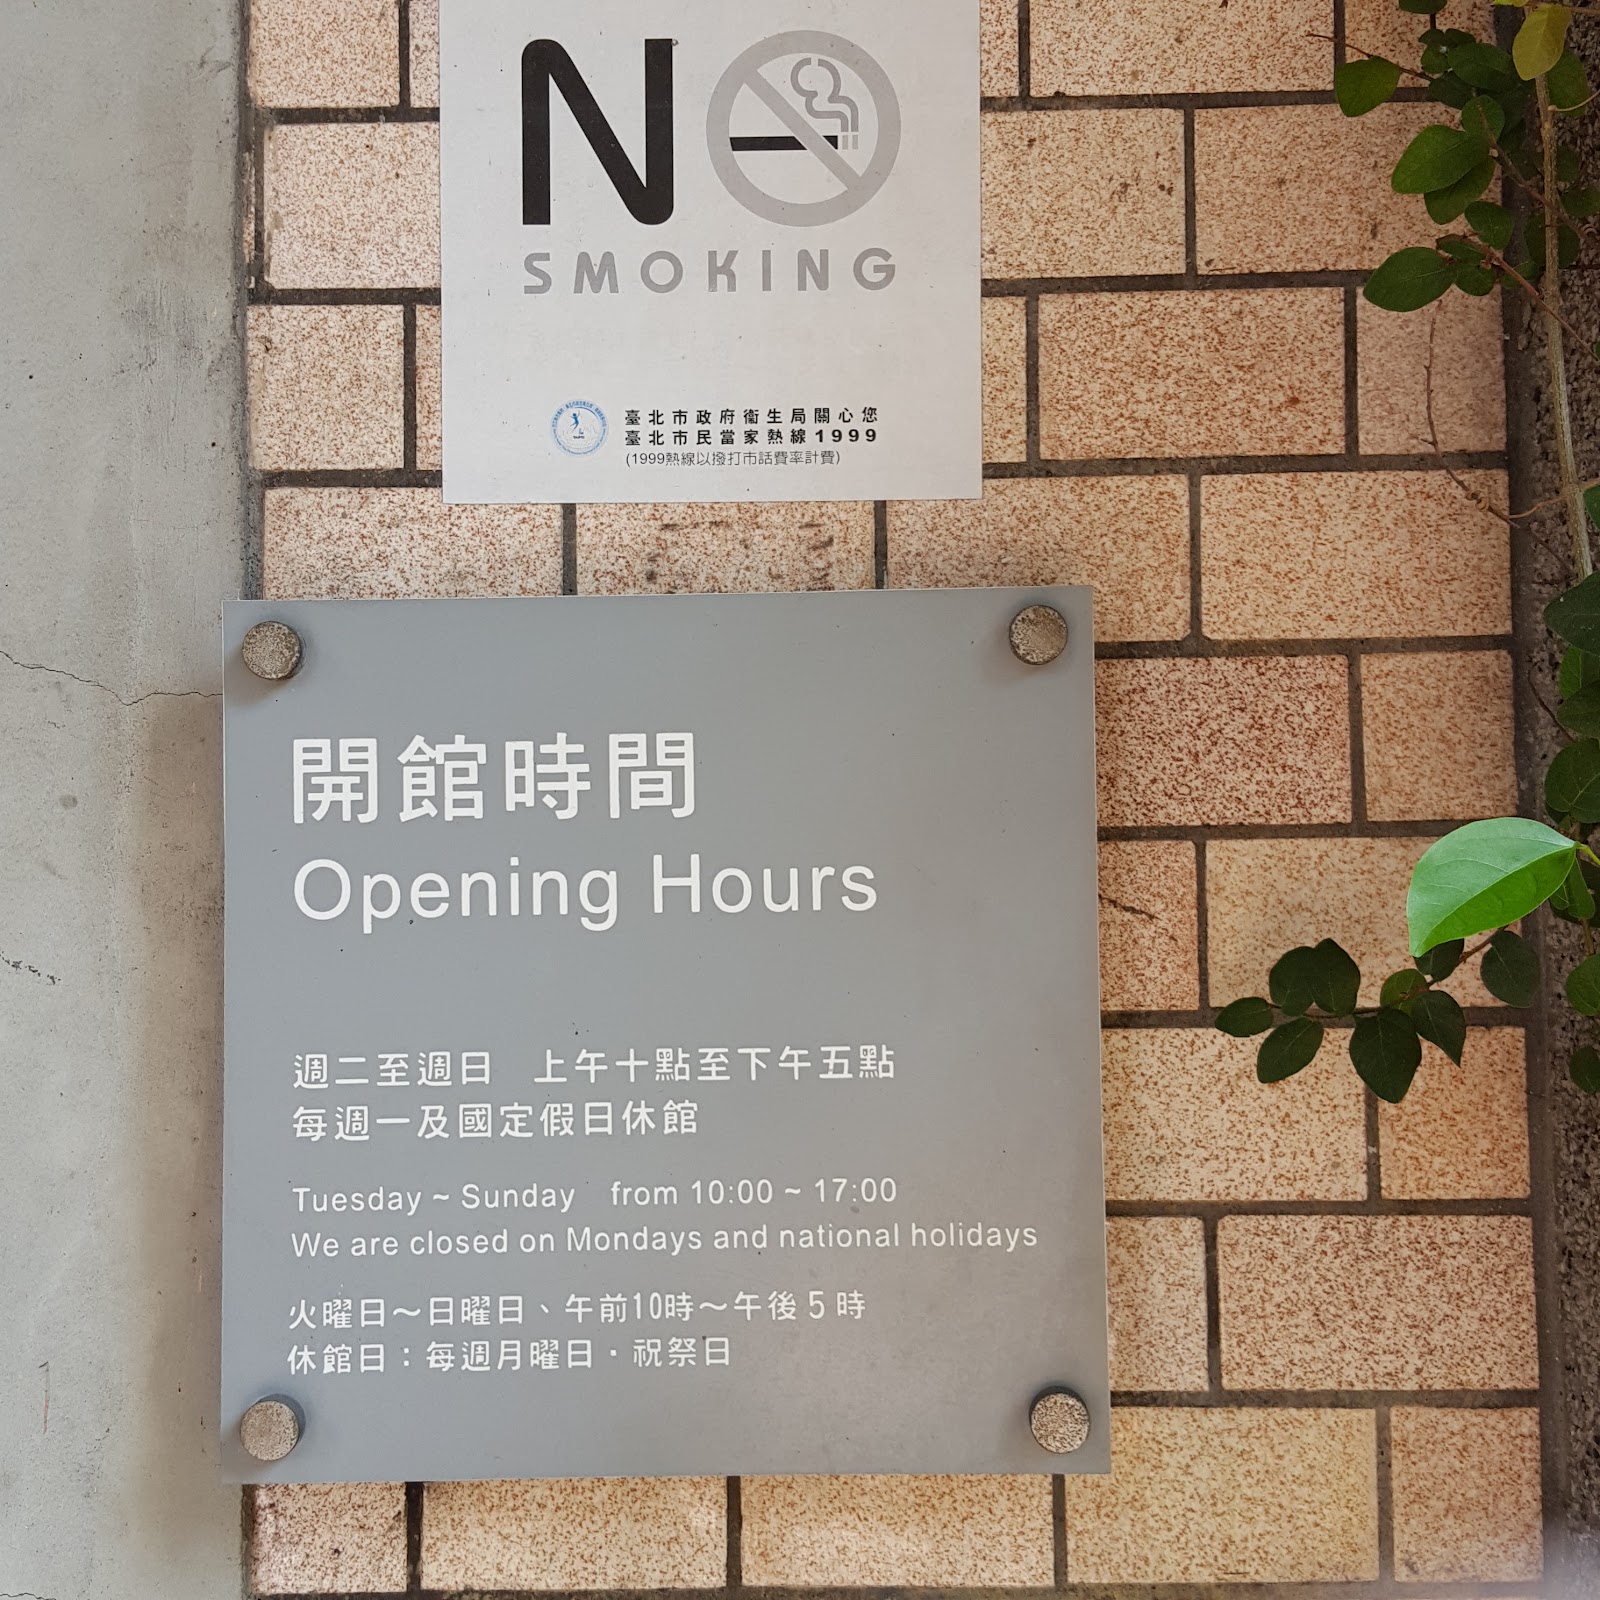 NO
SMOKING
臺北市政府衞生局關心您
臺北市民當家熱線1999
(1999熱線以撥打市話費率計費)
開館時間
Opening Hours
週二至週日 上午十點至下午五點
每週一及國定假日休館
Tuesday ~ Sunday from 10:00 ~ 17:00
We are closed on Mondays and national holidays
火曜日～日曜日、午前10時～午後5時
休館日：每週月曜日・祝祭日